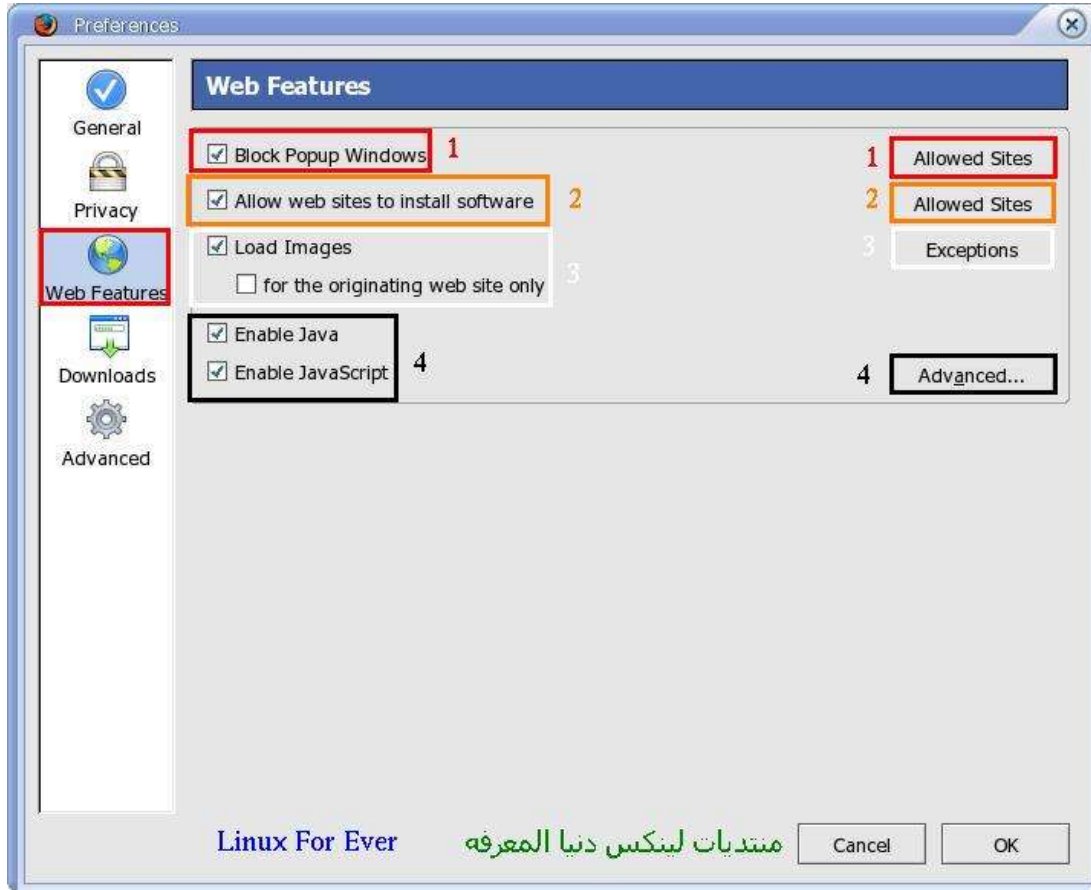 Preferences
General
Privacy
Web Features
Downloads
Advanced
Web Features
Block Popup Windows 1
1 Allowed Sites
Allow web sites to install software 2
2 Allowed Sites
Load Images
for the originating web site only 3
3 Exceptions
Enable Java
Enable JavaScript 4
4 Advanced...
Linux For Ever
منتديات لينكس دنيا المعرفه
Cancel
OK